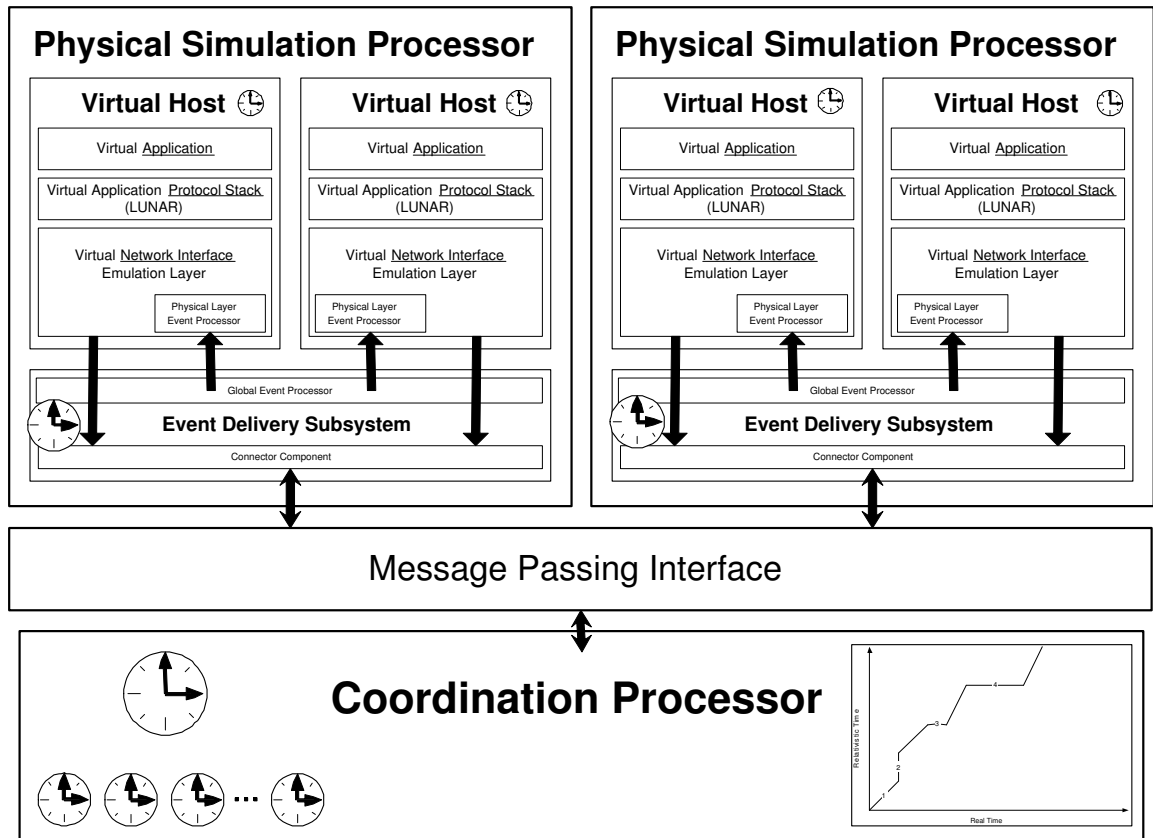 Physical Simulation Processor
Virtual Host
Virtual Application
Virtual Application Protocol Stack
(LUNAR)
Virtual Network Interface
Emulation Layer
Physical Layer
Event Processor
Virtual Host
Virtual Application
Virtual Application Protocol Stack
(LUNAR)
Virtual Network Interface
Emulation Layer
Physical Layer
Event Processor
Global Event Processor
Event Delivery Subsystem
Connector Component
Physical Simulation Processor
Virtual Host
Virtual Application
Virtual Application Protocol Stack
(LUNAR)
Virtual Network Interface
Emulation Layer
Physical Layer
Event Processor
Virtual Host
Virtual Application
Virtual Application Protocol Stack
(LUNAR)
Virtual Network Interface
Emulation Layer
Physical Layer
Event Processor
Global Event Processor
Event Delivery Subsystem
Connector Component
Message Passing Interface
Coordination Processor
...
Relativistic Time
1
2
3
4
Real Time